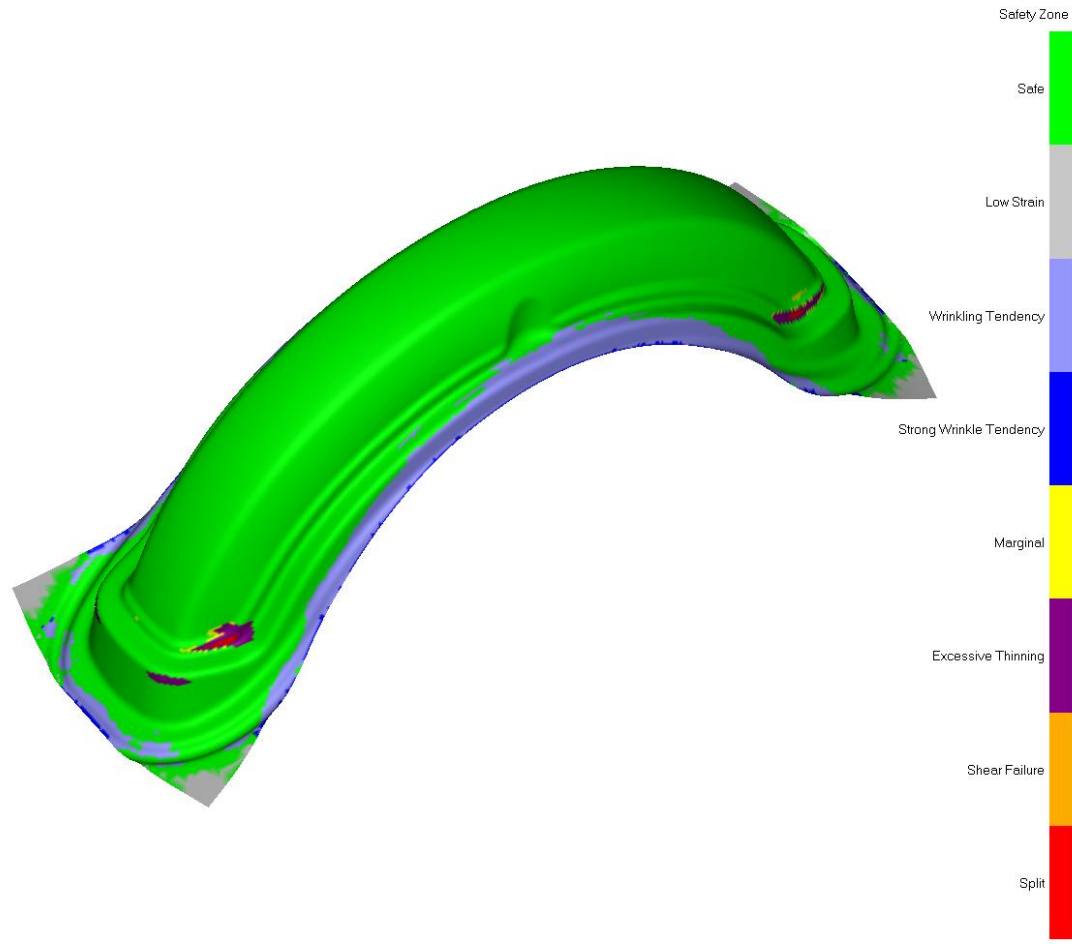 Safety Zone
Safe
Low Strain
Wrinkling Tendency
Strong Wrinkle Tendency
Marginal
Excessive Thinning
Shear Failure
Split